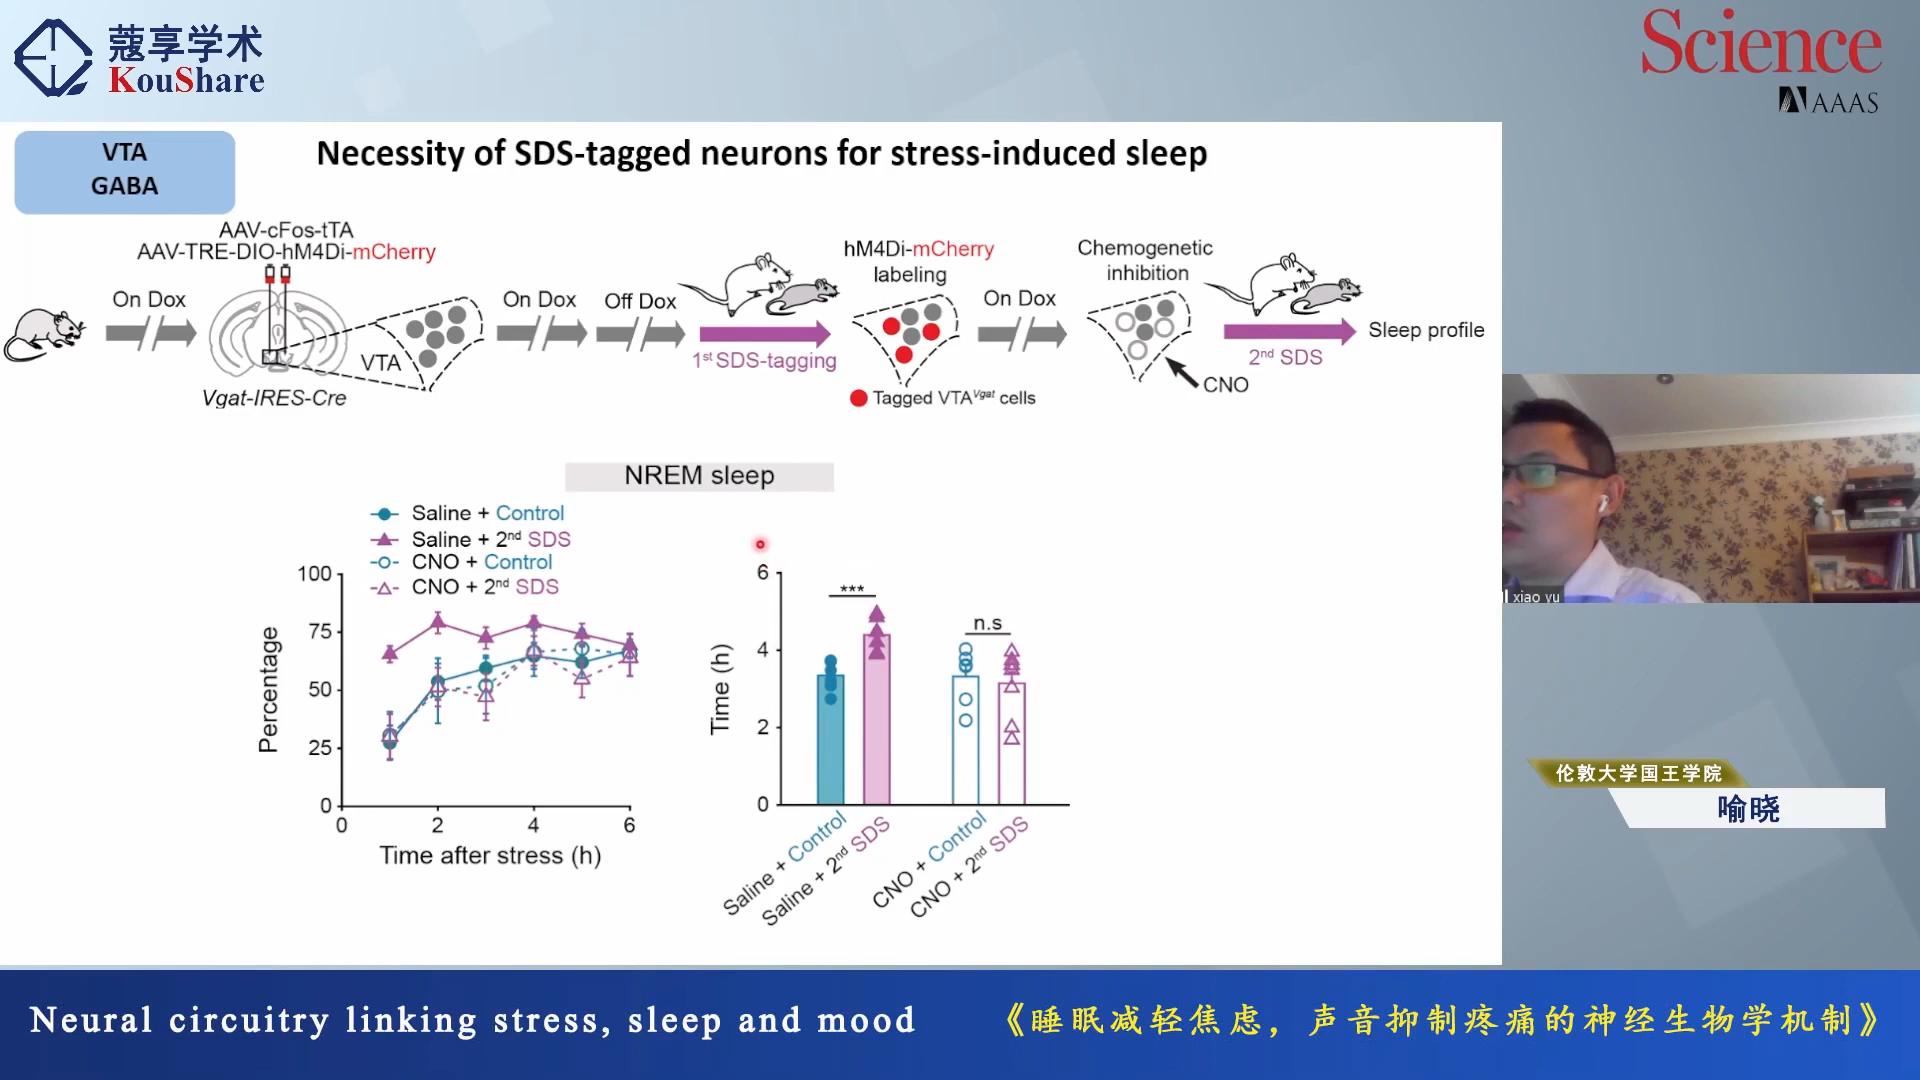 蔻享学术
KouShare
Science
AAAS
VTA
GABA
Necessity of SDS-tagged neurons for stress-induced sleep
AAV-cFos-tTA
AAV-TRE-DIO-hM4Di-mCherry
On Dox
VTA
Vgat-IRES-Cre
On Dox
Off Dox
1st SDS-tagging
hM4Di-mCherry
labeling
Tagged VTAVgat cells
On Dox
Chemogenetic
inhibition
CNO
2nd SDS
Sleep profile
NREM sleep
Saline + Control
Saline + 2nd SDS
CNO + Control
CNO + 2nd SDS
Percentage
100
75
50
25
0
0
2
4
6
Time after stress (h)
Time (h)
6
4
2
0
***
n.s
Saline + Control
Saline + 2nd SDS
CNO + Control
CNO + 2nd SDS
xiao yu
伦敦大学国王学院
喻晓
Neural circuitry linking stress, sleep and mood
《睡眠减轻焦虑，声音抑制疼痛的神经生物学机制》